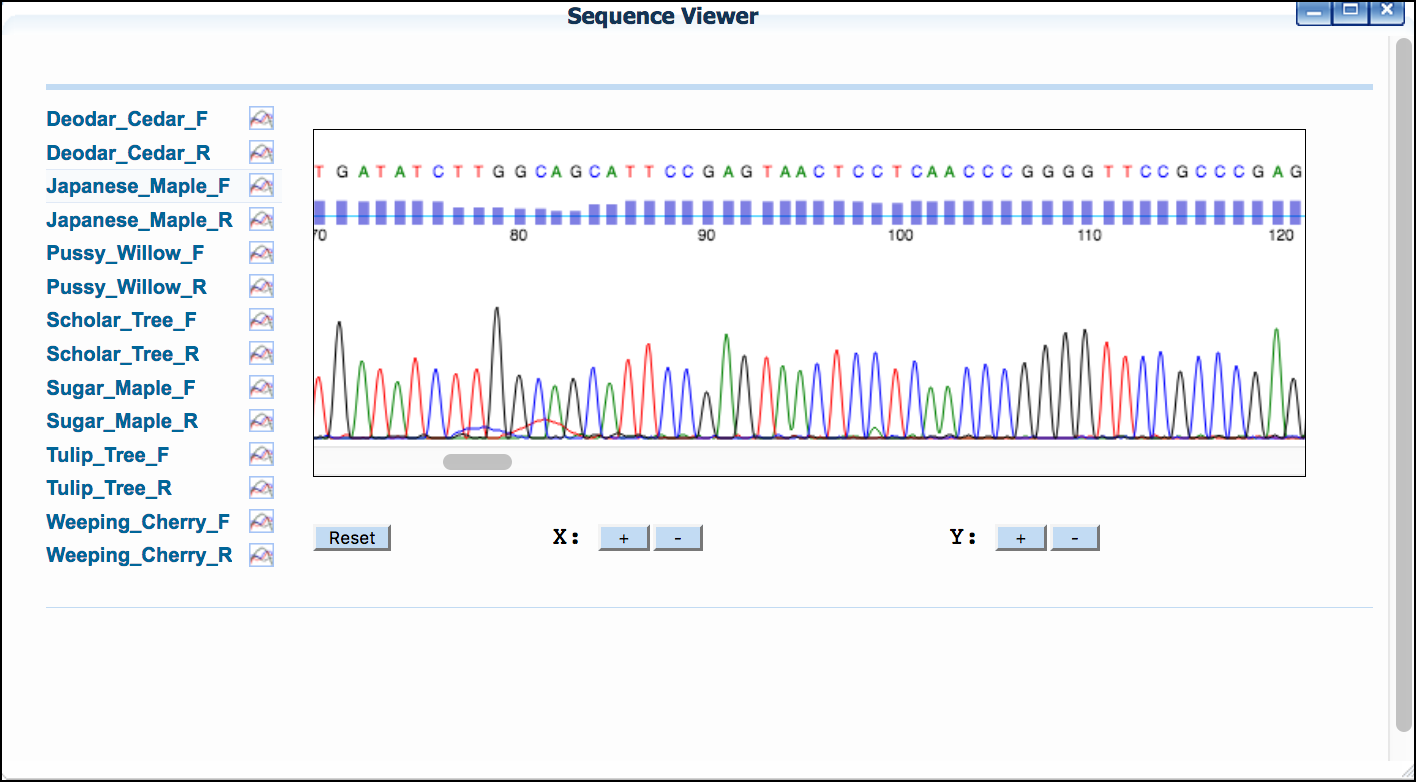 Sequence Viewer
Deodar_Cedar_F
Deodar_Cedar_R
Japanese_Maple_F
Japanese_Maple_R
Pussy_Willow_F
Pussy_Willow_R
Scholar_Tree_F
Scholar_Tree_R
Sugar_Maple_F
Sugar_Maple_R
Tulip_Tree_F
Tulip_Tree_R
Weeping_Cherry_F
Weeping_Cherry_R
T G A T A T C T T G G C A G C A T T C C G A G T A A C T C C T C A A C C C G G G G T T C C G C C C G A G
70 80 90 100 110 120
Reset X: + - Y: + -